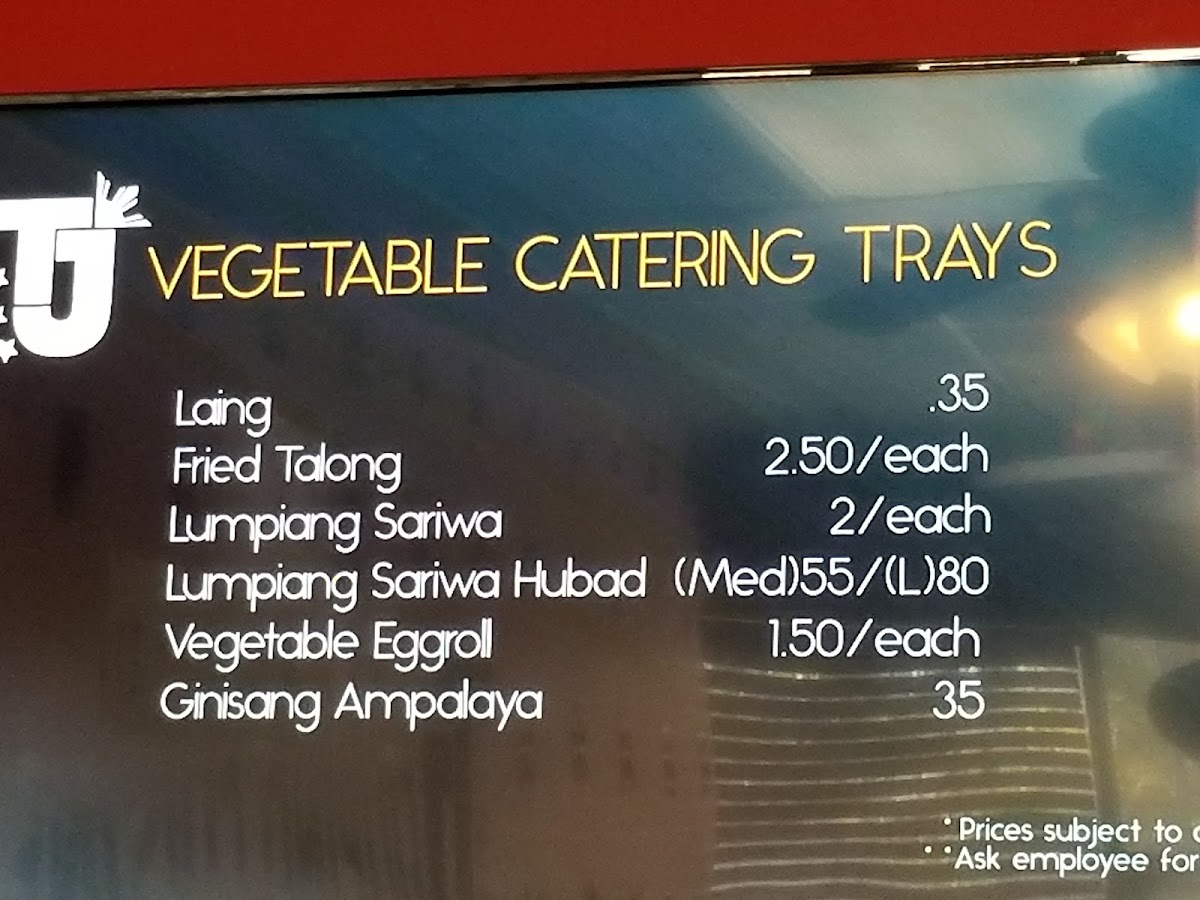 TJ
VEGETABLE CATERING TRAYS
Laing .35
Fried Talong 2.50/each
Lumpiang Sariwa 2/each
Lumpiang Sariwa Hubad (Med)55/(L)80
Vegetable Eggroll 1.50/each
Ginisang Ampalaya 35
*Prices subject to
**Ask employee for